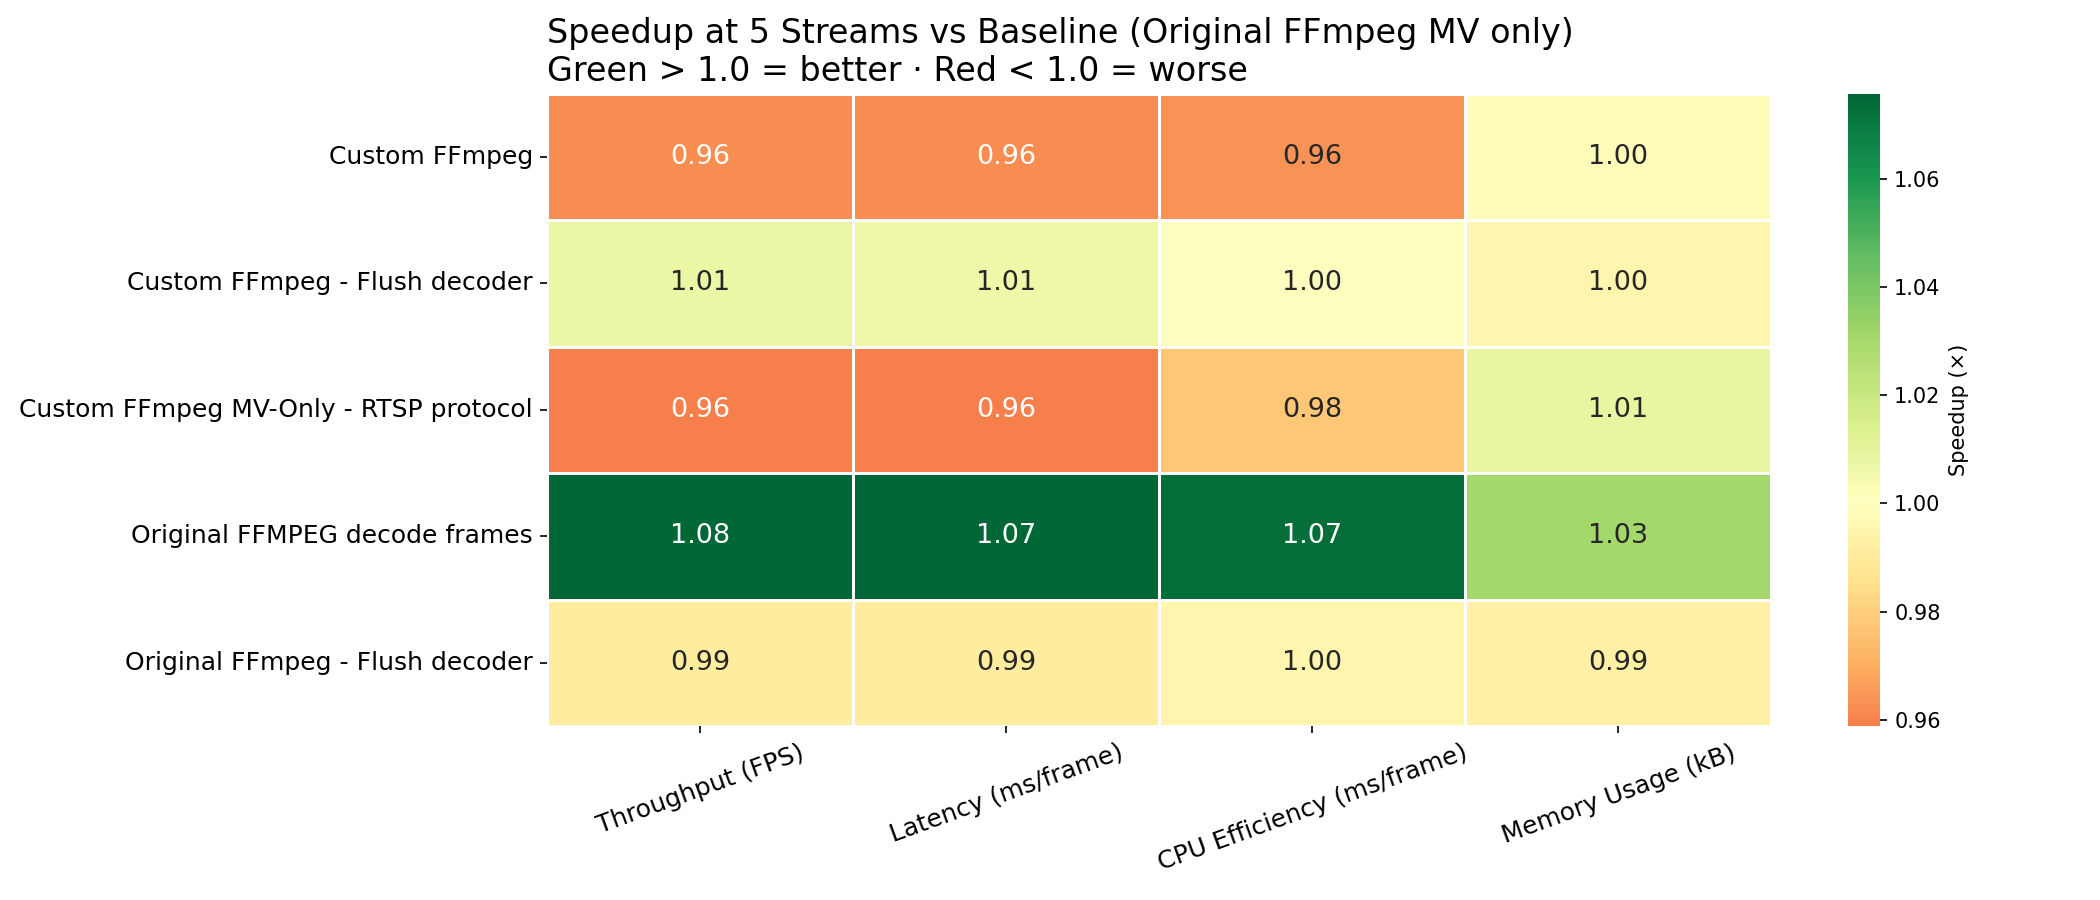 Speedup at 5 Streams vs Baseline (Original FFmpeg MV only)
Green > 1.0 = better · Red < 1.0 = worse
Custom FFmpeg 0.96 0.96 0.96 1.00
Custom FFmpeg - Flush decoder 1.01 1.01 1.00 1.00
Custom FFmpeg MV-Only - RTSP protocol 0.96 0.96 0.98 1.01
Original FFMPEG decode frames 1.08 1.07 1.07 1.03
Original FFmpeg - Flush decoder 0.99 0.99 1.00 0.99
Throughput (FPS)
Latency (ms/frame)
CPU Efficiency (ms/frame)
Memory Usage (kB)
1.06
1.04
1.02
1.00
0.98
0.96
Speedup (×)